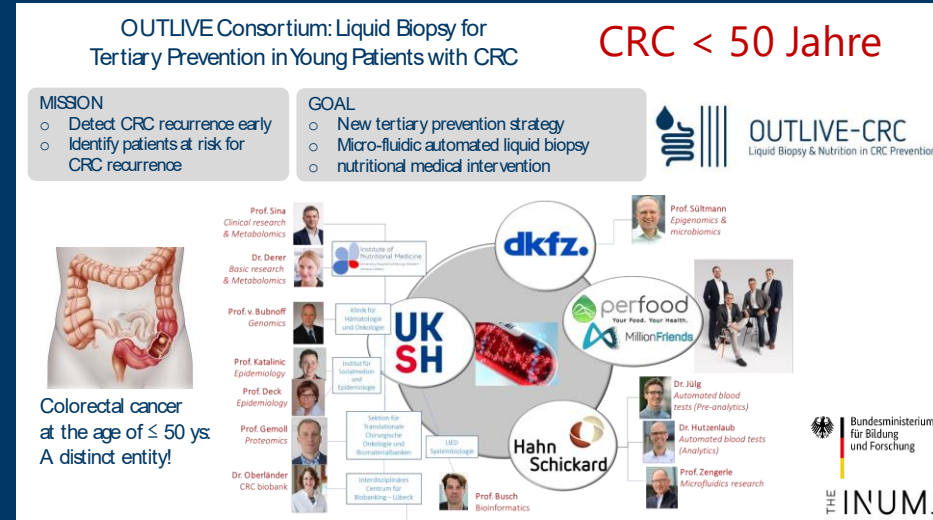 OUTLIVE Consortium: Liquid Biopsy for
Tertiary Prevention in Young Patients with CRC
CRC < 50 Jahre
MISSION
o Detect CRC recurrence early
o Identify patients at risk for
CRC recurrence
GOAL
o New tertiary prevention strategy
o Micro-fluidic automated liquid biopsy
o nutritional medical intervention
OUTLIVE-CRC
Liquid Biopsy & Nutrition in CRC Prevention
Prof. Sina
Clinical research
& Metabolomics
Dr. Derer
Basic research
& Metabolomics
Institute of
Nutritional Medicine
Prof. v. Bubnoff
Genomics
Klinik für
Hämatologie
und Onkologie
Prof. Katalinic
Epidemiology
Prof. Deck
Epidemiology
Institut für
Sozialmedizin
und
Epidemiologie
Prof. Gemoll
Proteomics
Sektion für
Translationale
Chirurgische
Onkologie und
Biomaterialbanken
Dr. Oberländer
CRC biobank
Interdisziplinäres
Centrum für
Biobanking – Lübeck
LIED
Systembiologie
Prof. Busch
Bioinformatics
UK
SH
dkfz.
Prof. Sültmann
Epigenomics &
microbiomics
perfood
Your Food. Your Health.
MillionFriends
Hahn
Schickard
Dr. Jülg
Automated blood
tests (Pre-analytics)
Dr. Hutzenlaub
Automated blood tests
(Analytics)
Prof. Zengerle
Microfluidics research
Colorectal cancer
at the age of ≤ 50 ys:
A distinct entity!
Bundesministerium
für Bildung
und Forschung
THE INUM.